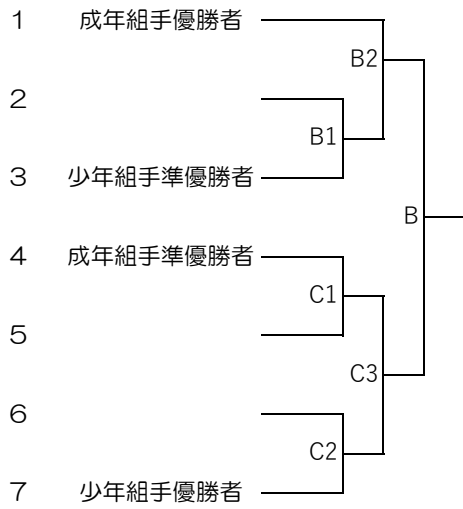 １ 成年組手優勝者
B2
２
B1
３ 少年組手準優勝者
B
４ 成年組手準優勝者
C1
５
C3
６
C2
７ 少年組手優勝者